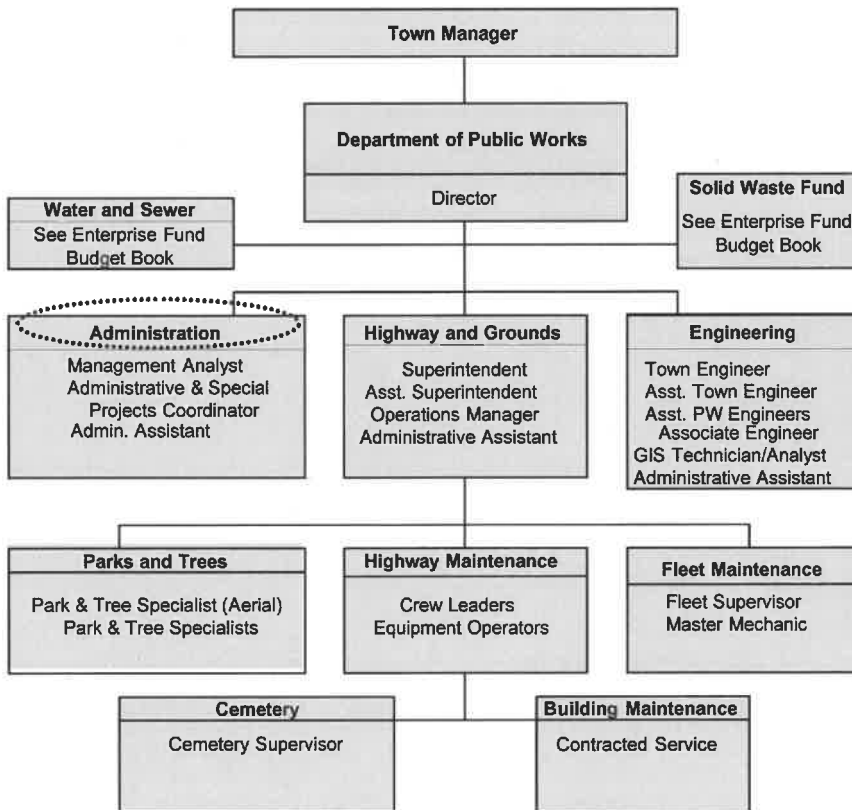 Town Manager
Department of Public Works
Director
Water and Sewer
See Enterprise Fund
Budget Book
Solid Waste Fund
See Enterprise Fund
Budget Book
Administration
Management Analyst
Administrative & Special
Projects Coordinator
Admin. Assistant
Highway and Grounds
Superintendent
Asst. Superintendent
Operations Manager
Administrative Assistant
Engineering
Town Engineer
Asst. Town Engineer
Asst. PW Engineers
Associate Engineer
GIS Technician/Analyst
Administrative Assistant
Parks and Trees
Park & Tree Specialist (Aerial)
Park & Tree Specialists
Highway Maintenance
Crew Leaders
Equipment Operators
Fleet Maintenance
Fleet Supervisor
Master Mechanic
Cemetery
Cemetery Supervisor
Building Maintenance
Contracted Service